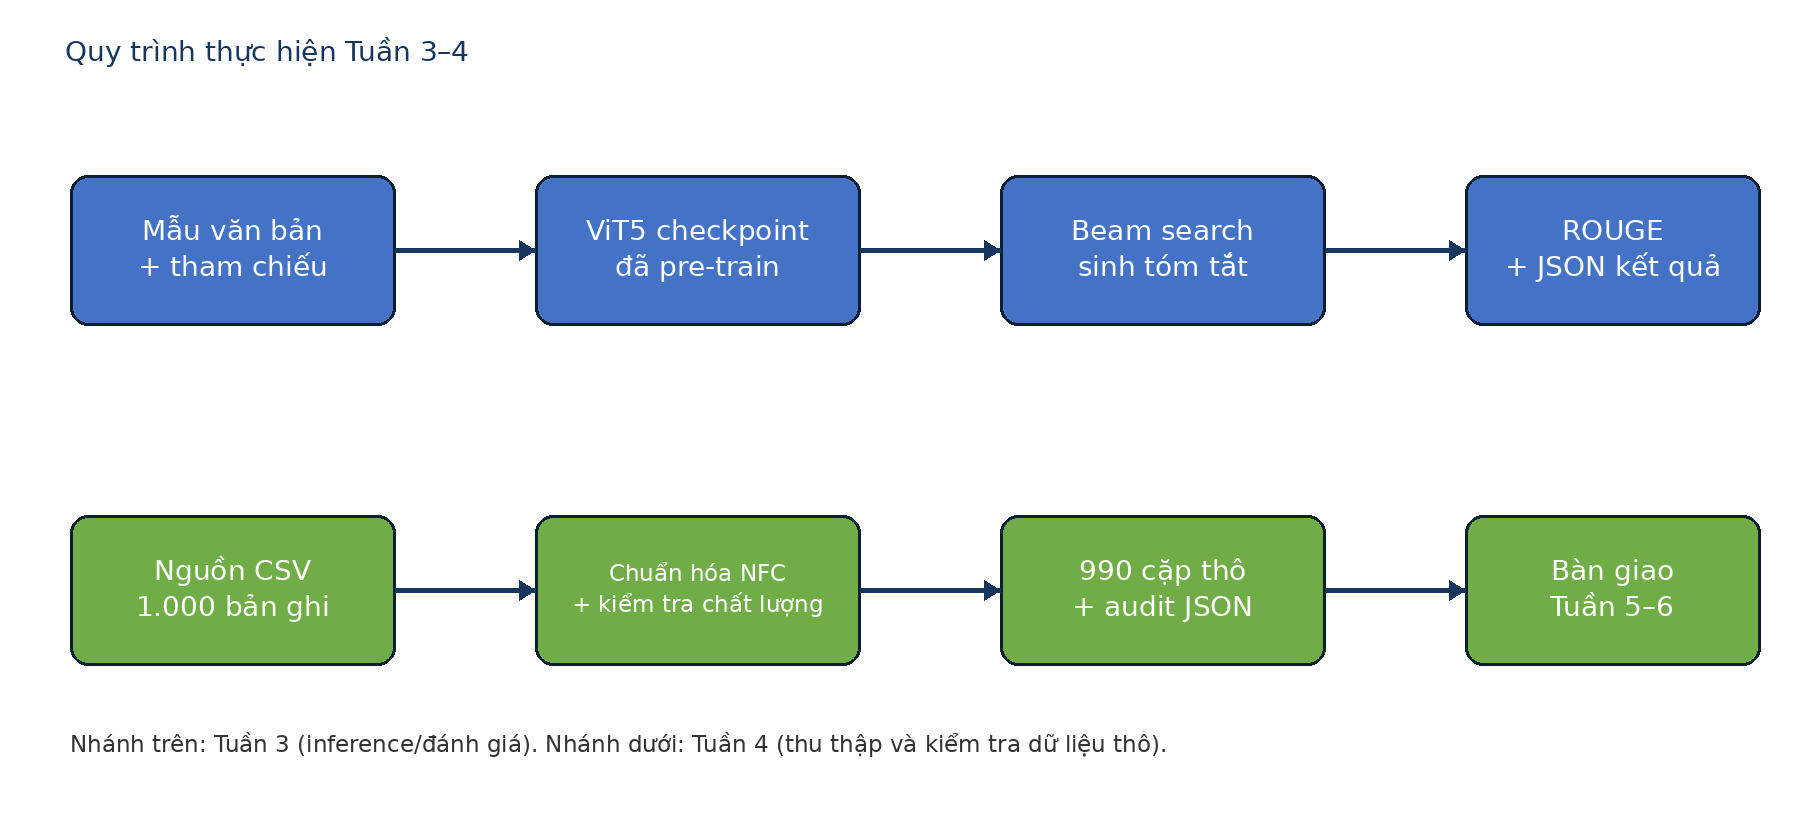 Quy trình thực hiện Tuần 3–4
Mẫu văn bản
+ tham chiếu
ViT5 checkpoint
đã pre-train
Beam search
sinh tóm tắt
ROUGE
+ JSON kết quả
Nguồn CSV
1.000 bản ghi
Chuẩn hóa NFC
+ kiểm tra chất lượng
990 cặp thô
+ audit JSON
Bàn giao
Tuần 5–6
Nhánh trên: Tuần 3 (inference/đánh giá). Nhánh dưới: Tuần 4 (thu thập và kiểm tra dữ liệu thô).